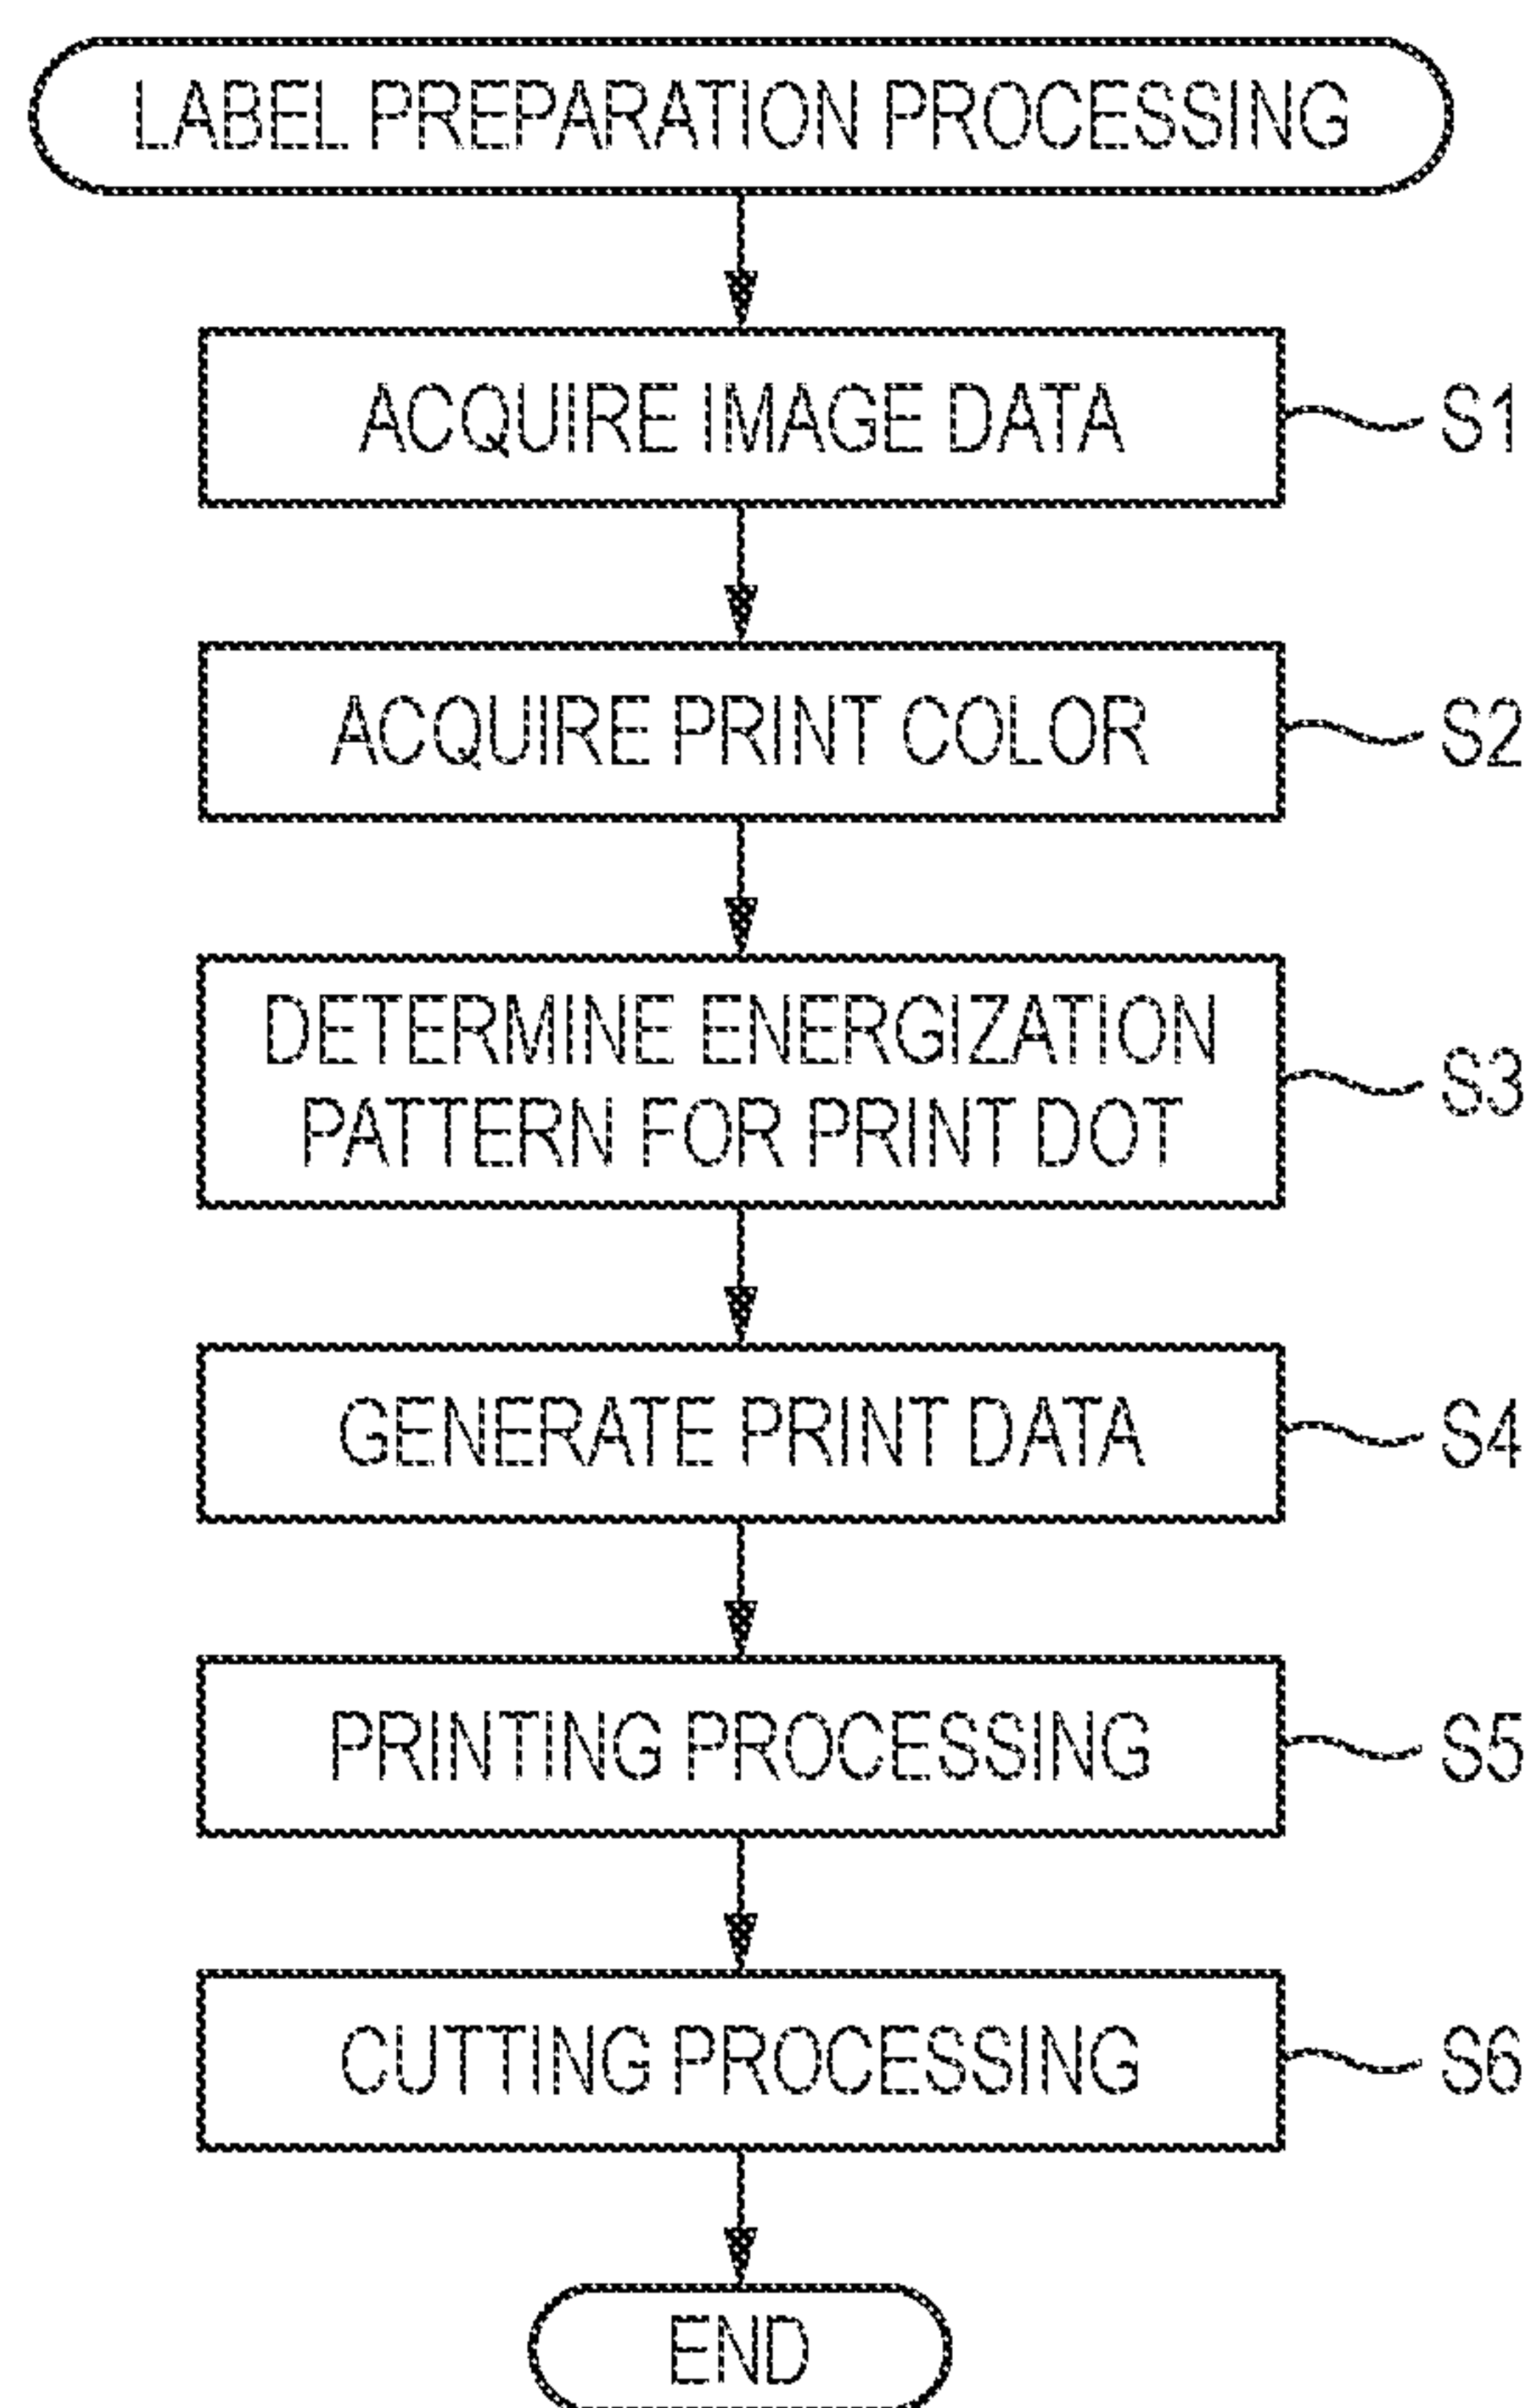 LABEL PREPARATION PROCESSING
ACQUIRE IMAGE DATA
S1
ACQUIRE PRINT COLOR
S2
DETERMINE ENERGIZATION
PATTERN FOR PRINT DOT
S3
GENERATE PRINT DATA
S4
PRINTING PROCESSING
S5
CUTTING PROCESSING
S6
END